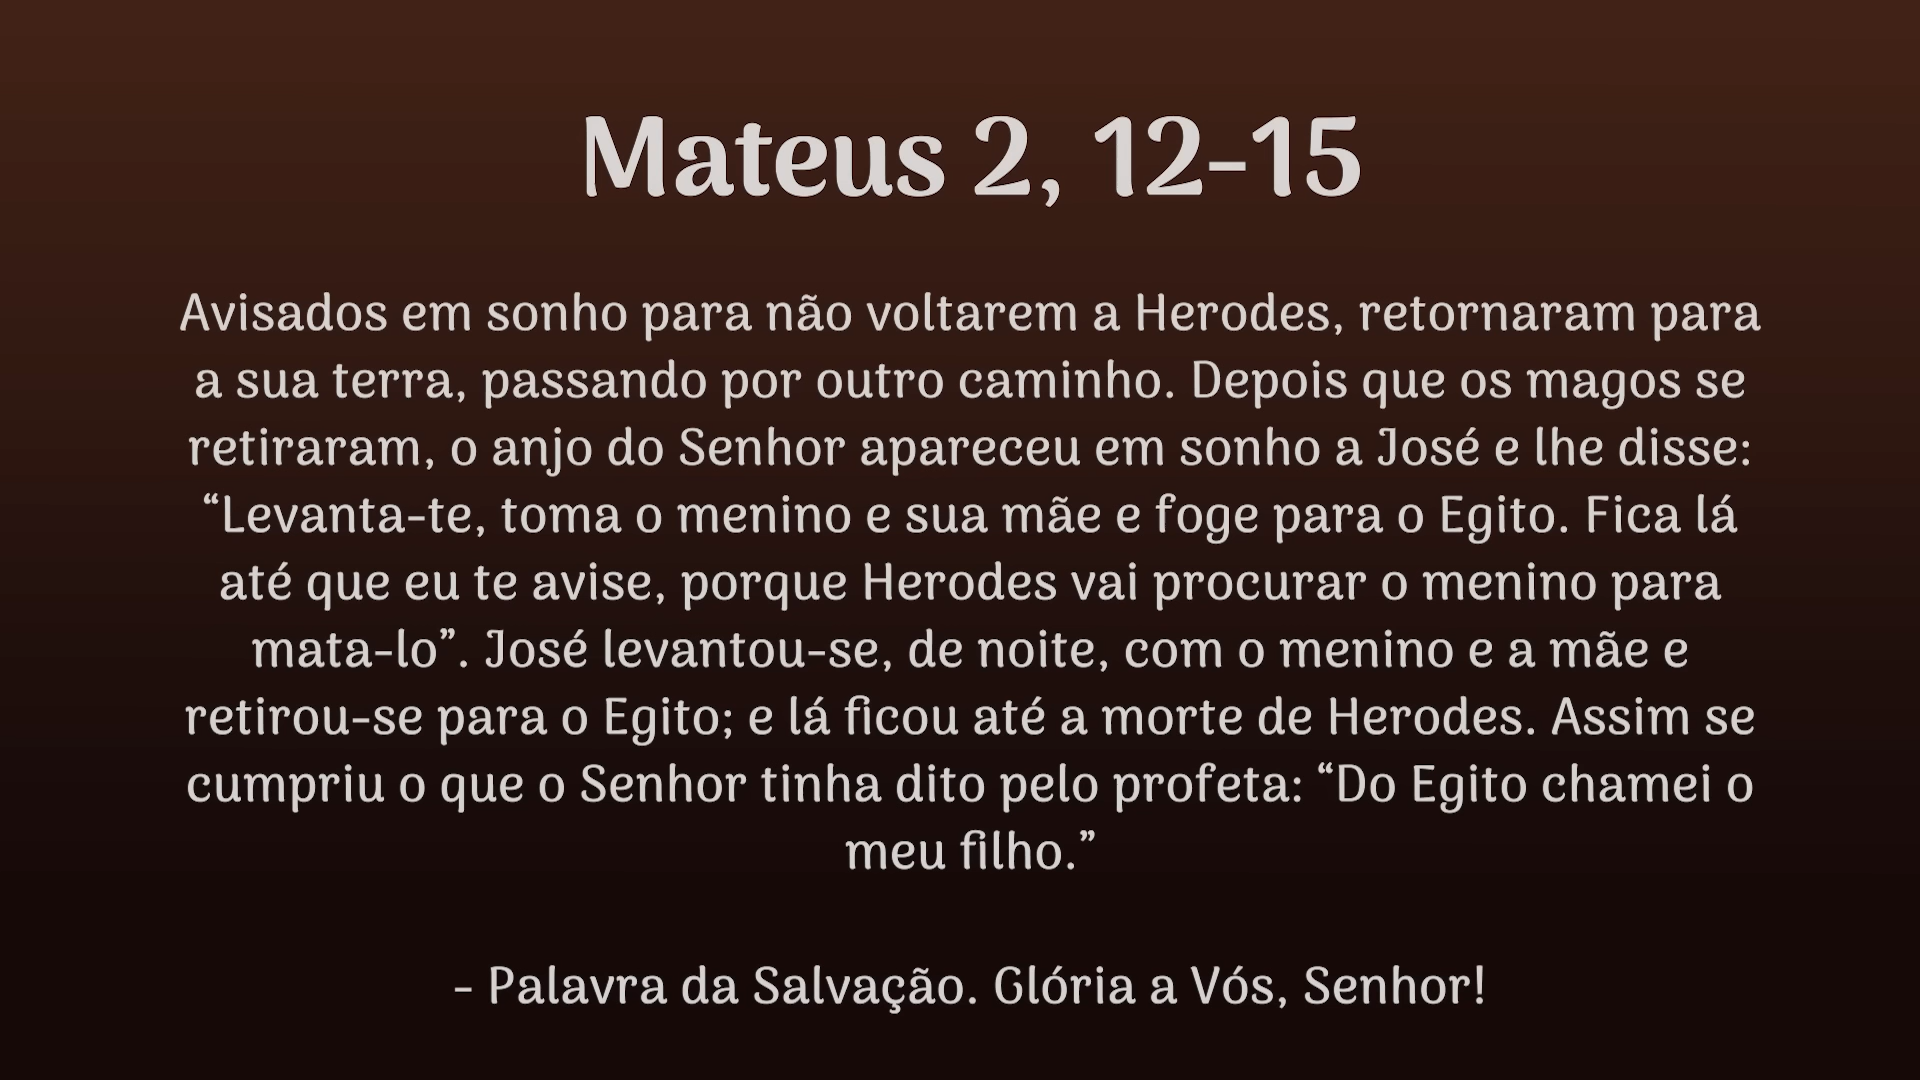 Mateus 2, 12-15
Avisados em sonho para não voltarem a Herodes, retornaram para
a sua terra, passando por outro caminho. Depois que os magos se
retiraram, o anjo do Senhor apareceu em sonho a José e lhe disse:
“Levanta-te, toma o menino e sua mãe e foge para o Egito. Fica lá
até que eu te avise, porque Herodes vai procurar o menino para
mata-lo”. José levantou-se, de noite, com o menino e a mãe e
retirou-se para o Egito; e lá ficou até a morte de Herodes. Assim se
cumpriu o que o Senhor tinha dito pelo profeta: “Do Egito chamei o
meu filho.”
- Palavra da Salvação. Glória a Vós, Senhor!